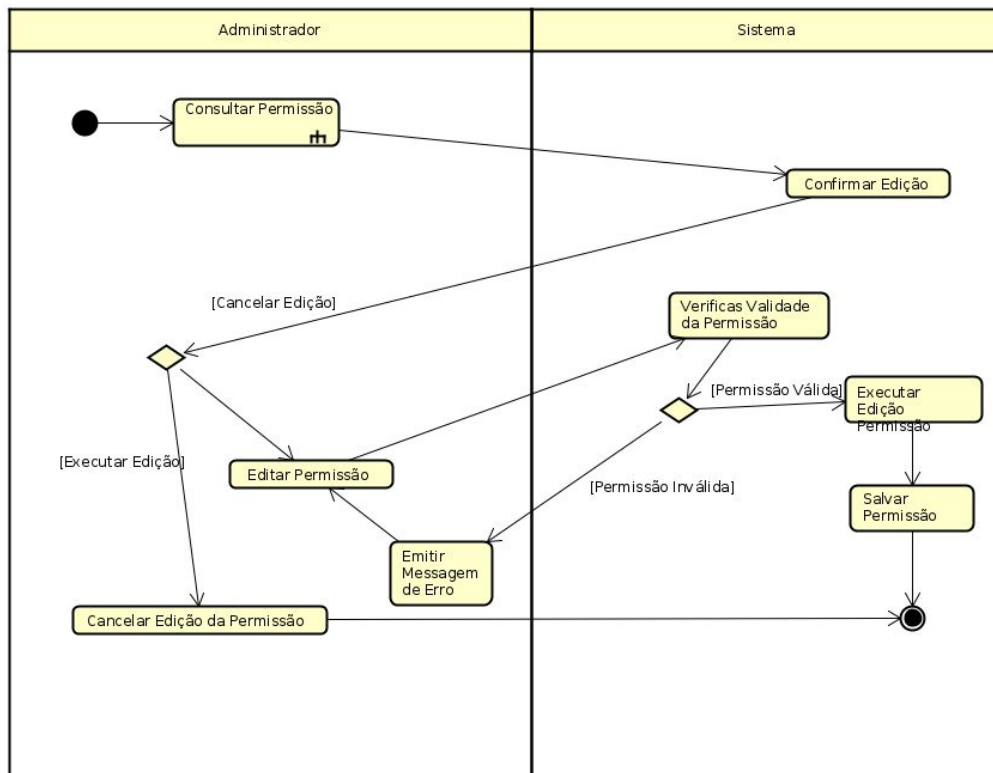 Administrador
Sistema
Consultar Permissão
Confirmar Edição
[Cancelar Edição]
Verificas Validade
da Permissão
[Permissão Válida]
Executar
Edição
Permissão
[Executar Edição]
Editar Permissão
[Permissão Inválida]
Salvar
Permissão
Emitir
Messagem
de Erro
Cancelar Edição da Permissão